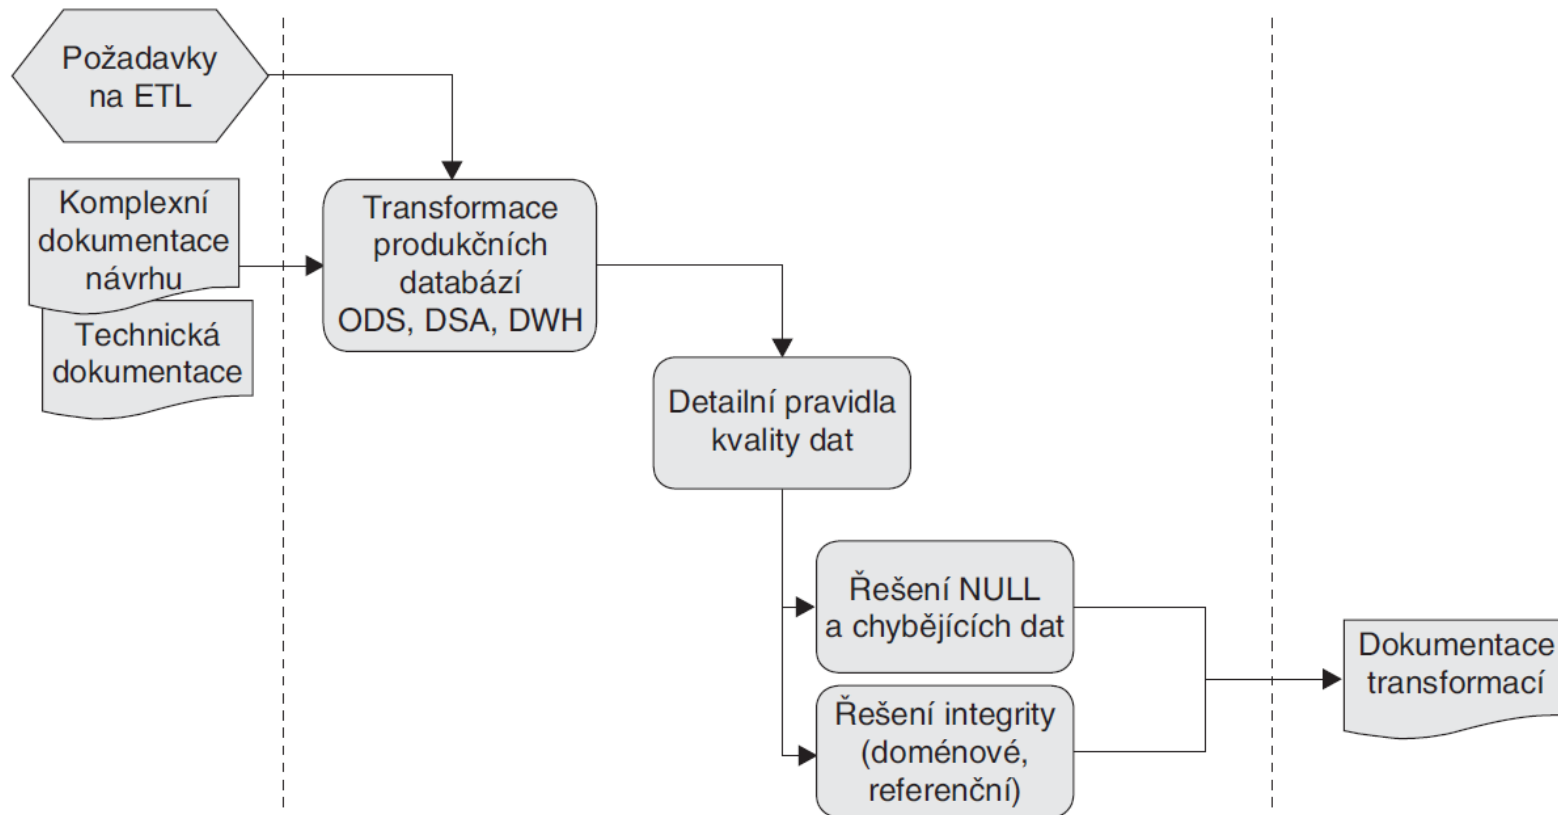 Požadavky
na ETL
Komplexní
dokumentace
návrhu
Technická
dokumentace
Transformace
produkčních
databází
ODS, DSA, DWH
Detailní pravidla
kvality dat
Řešení NULL
a chybějících dat
Řešení integrity
(doménové,
referenční)
Dokumentace
transformací